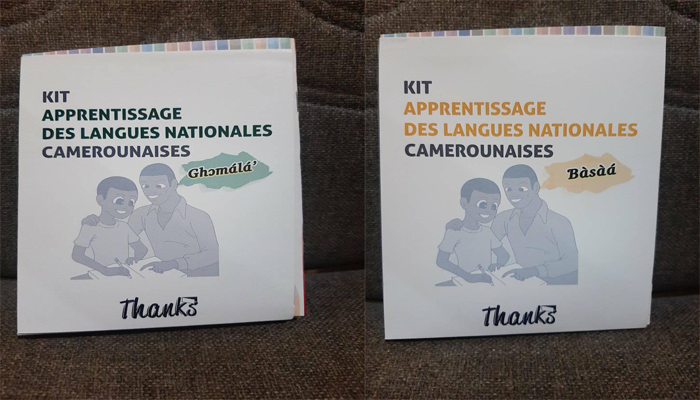 KIT
APPRENTISSAGE
DES LANGUES NATIONALES
CAMEROUNAISES
Ghɔmálá’
Thanks
KIT
APPRENTISSAGE
DES LANGUES NATIONALES
CAMEROUNAISES
Bàsàá
Thanks